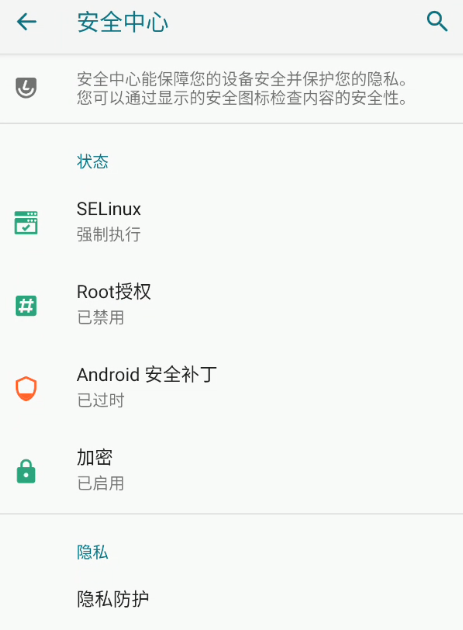 安全中心
安全中心能保障您的设备安全并保护您的隐私。
您可以通过显示的安全图标检查内容的安全性。
状态
SELinux
强制执行
Root授权
已禁用
Android 安全补丁
已过时
加密
已启用
隐私
隐私防护